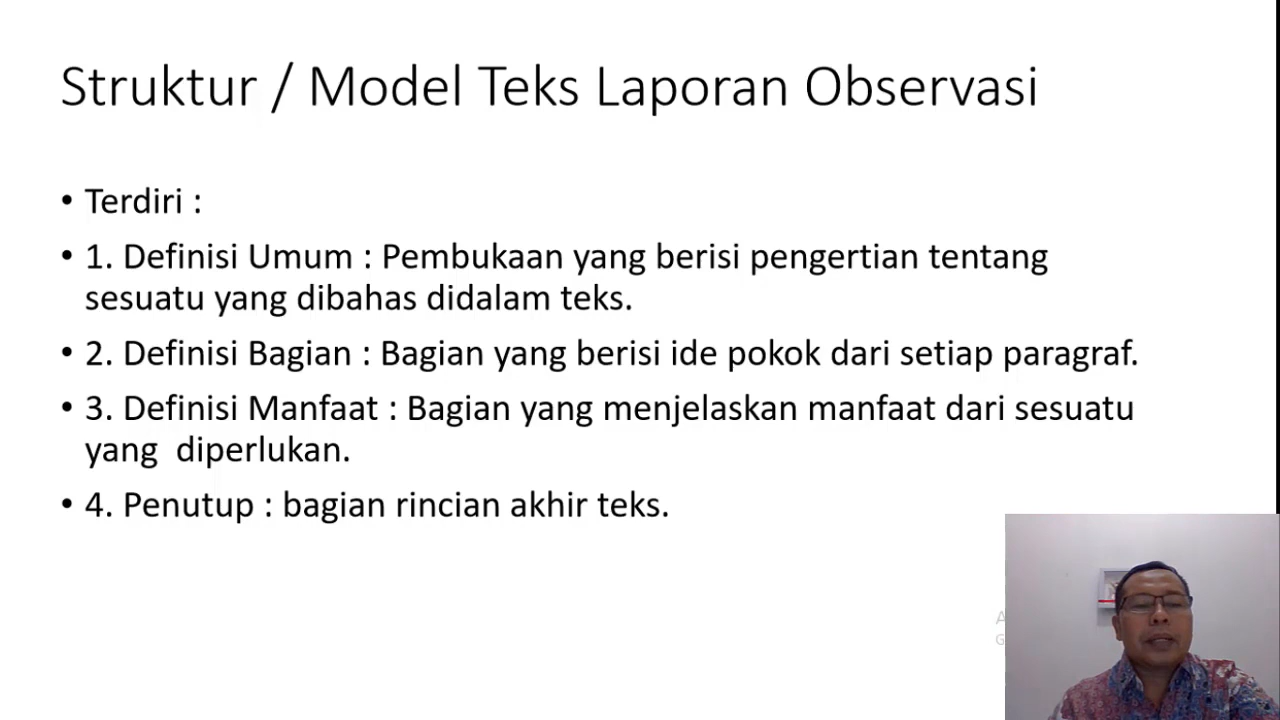 Struktur / Model Teks Laporan Observasi
• Terdiri :
• 1. Definisi Umum : Pembukaan yang berisi pengertian tentang
sesuatu yang dibahas didalam teks.
• 2. Definisi Bagian : Bagian yang berisi ide pokok dari setiap paragraf.
• 3. Definisi Manfaat : Bagian yang menjelaskan manfaat dari sesuatu
yang  diperlukan.
• 4. Penutup : bagian rincian akhir teks.